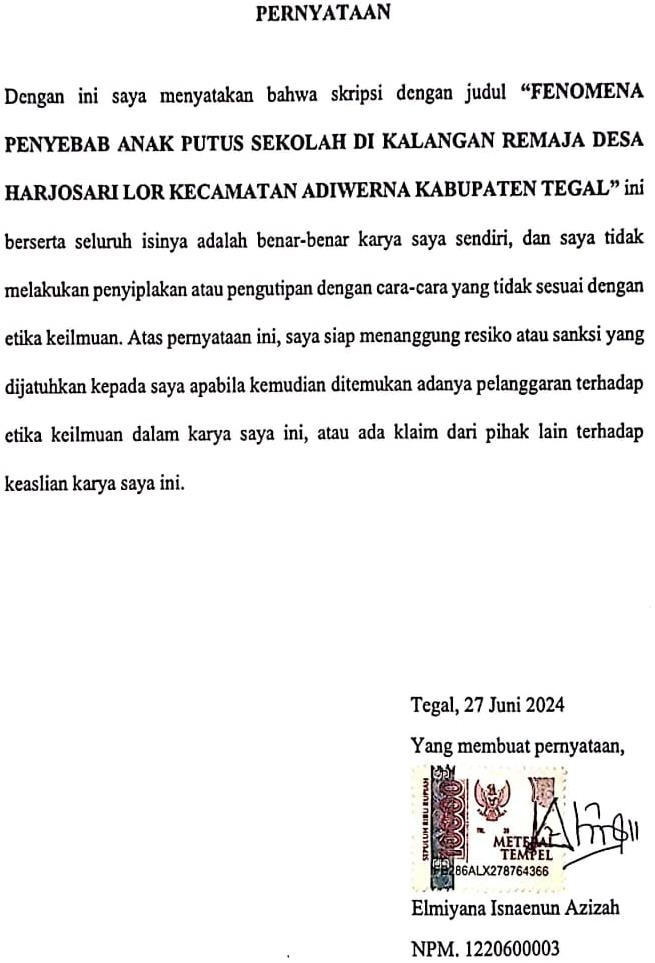 PERNYATAAN
Dengan ini saya menyatakan bahwa skripsi dengan judul “FENOMENA
PENYEBAB ANAK PUTUS SEKOLAH DI KALANGAN REMAJA DESA
HARJOSARI LOR KECAMATAN ADIWERNA KABUPATEN TEGAL” ini
berserta seluruh isinya adalah benar-benar karya saya sendiri, dan saya tidak
melakukan penyiplakan atau pengutipan dengan cara-cara yang tidak sesuai dengan
etika keilmuan. Atas pernyataan ini, saya siap menanggung resiko atau sanksi yang
dijatuhkan kepada saya apabila kemudian ditemukan adanya pelanggaran terhadap
etika keilmuan dalam karya saya ini, atau ada klaim dari pihak lain terhadap
keaslian karya saya ini.
Tegal, 27 Juni 2024
Yang membuat pernyataan,
SEPULUH RIBU RUPIAH
10000
METERAI
TEMPEL
286ALX278764366
Elmiyana Isnaenun Azizah
NPM. 1220600003